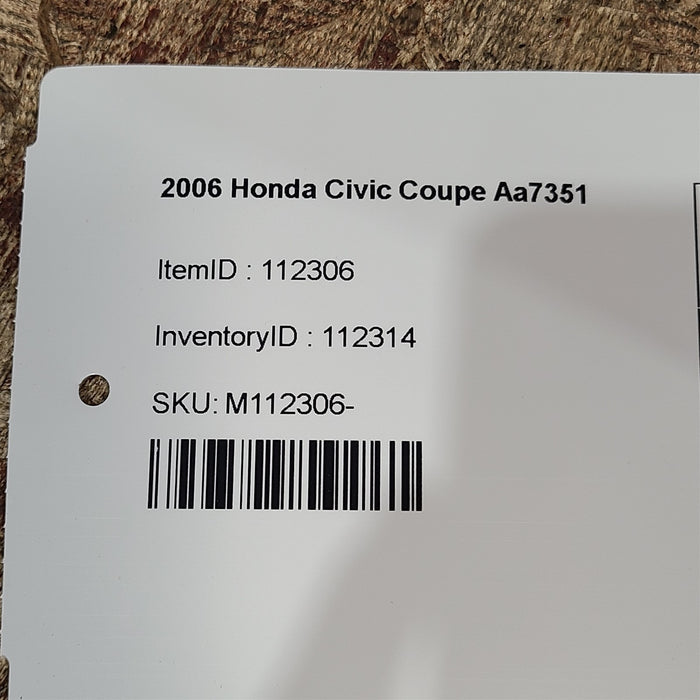 2006 Honda Civic Coupe Aa7351
ItemID : 112306
InventoryID : 112314
SKU: M112306-